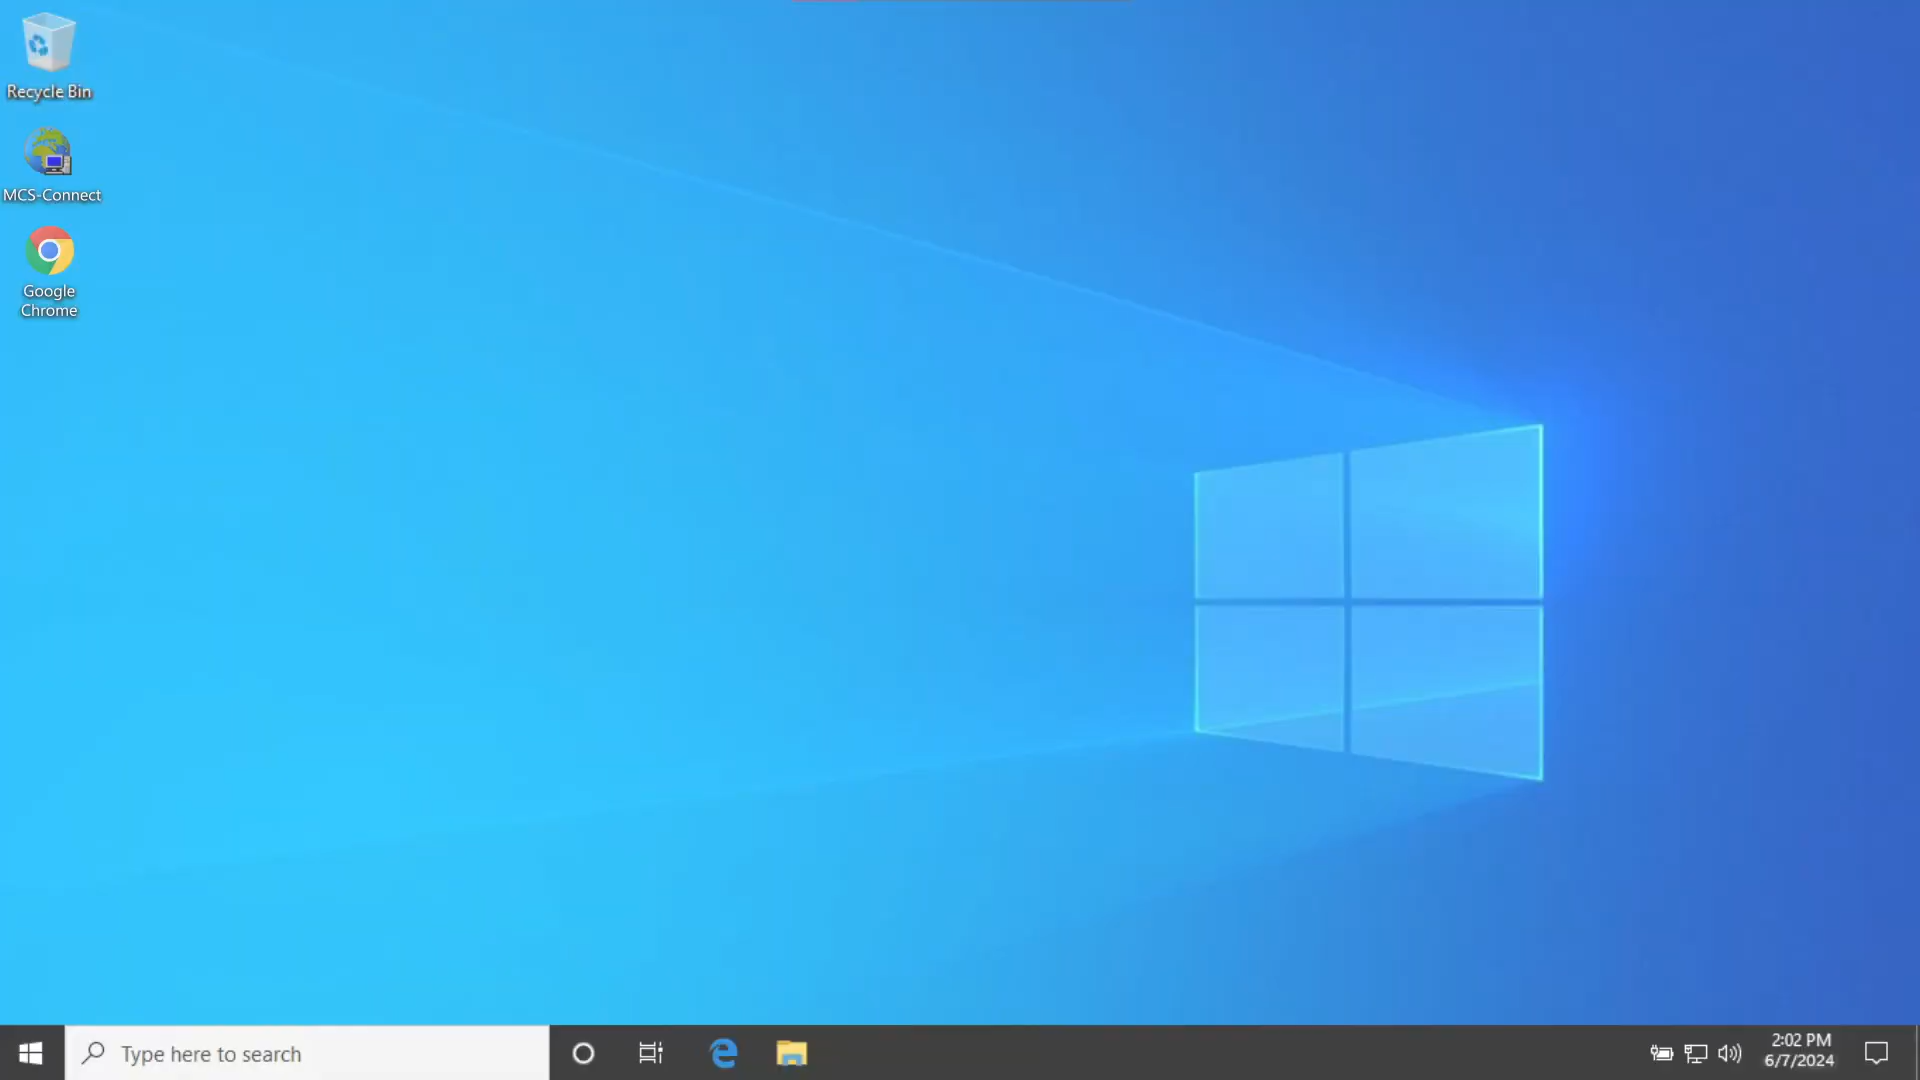 Recycle Bin
MCS-Connect
Google
Chrome
Type here to search
2:02 PM
6/7/2024